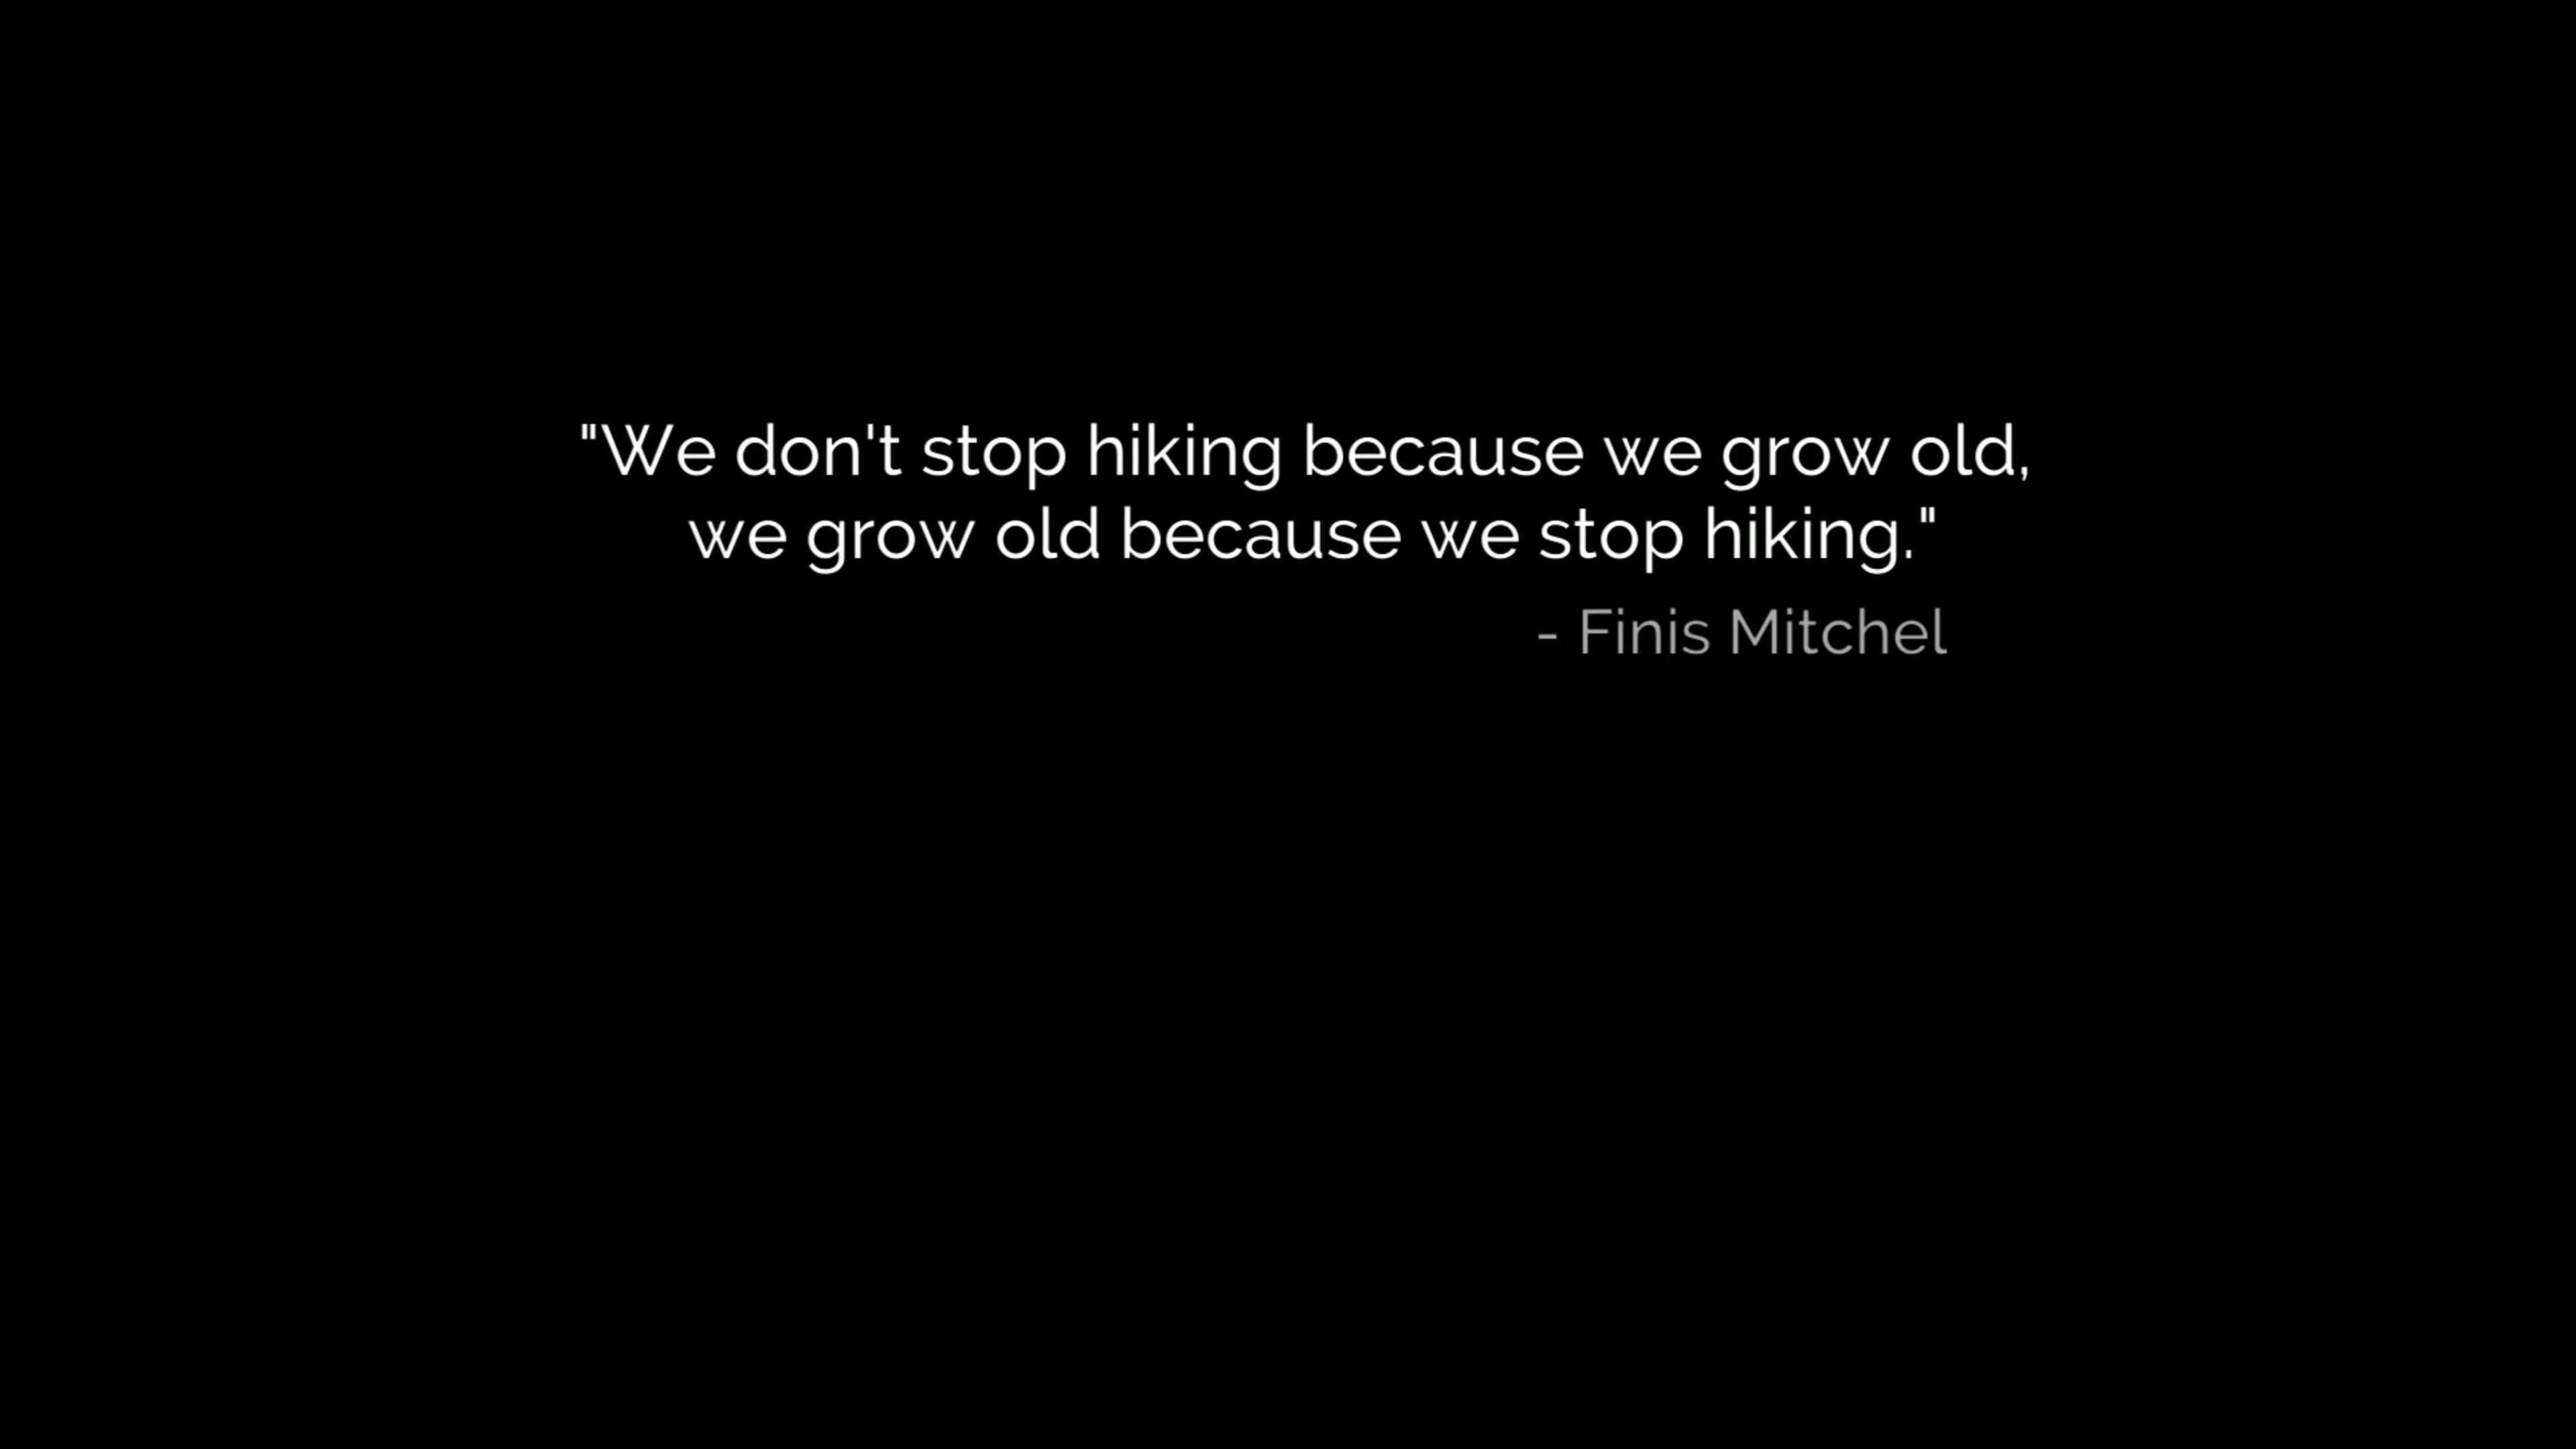 "We don't stop hiking because we grow old,
we grow old because we stop hiking."
- Finis Mitchel